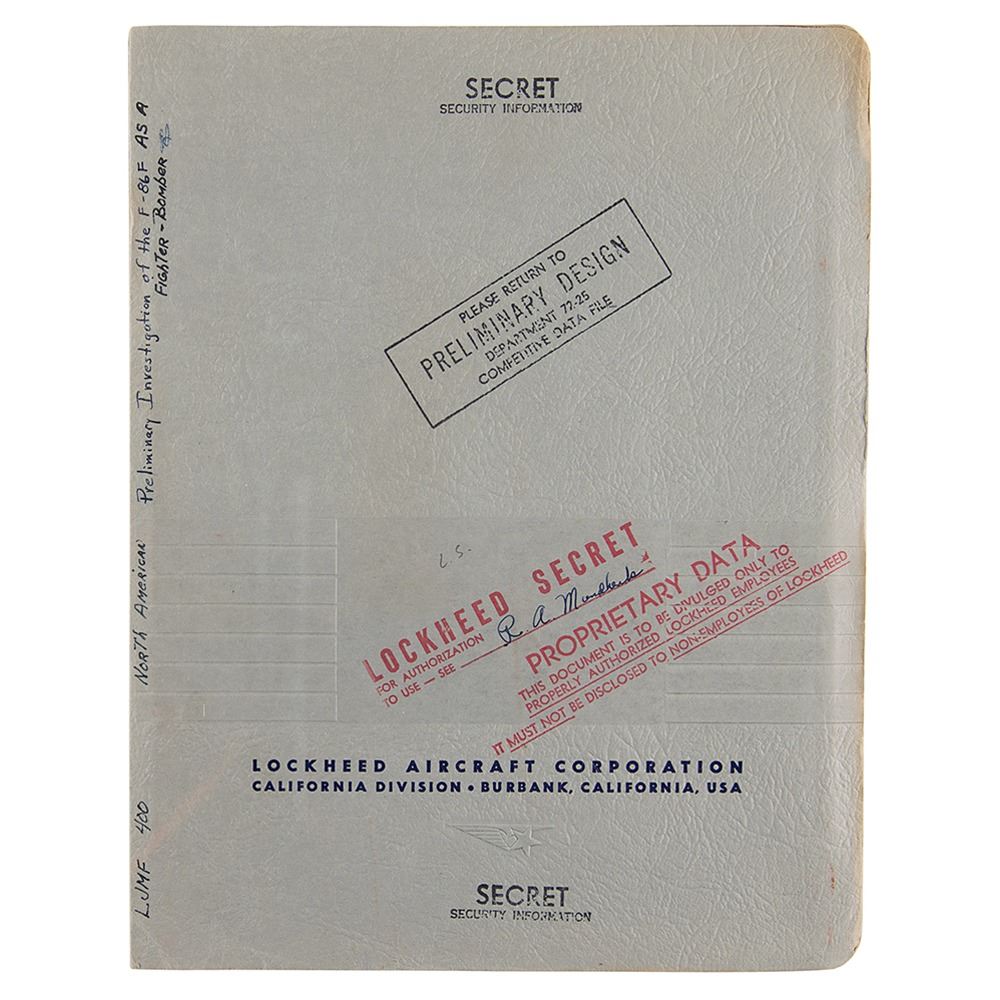 SECRET
SECURITY INFORMATION
PLEASE RETURN TO
PRELIMINARY DESIGN
DEPARTMENT 72-25
COMPETITIVE DATA FILE
L.S.
LOCKHEED SECRET
FOR AUTHORIZATION
TO USE — SEE
R. A.
PROPRIETARY DATA
THIS DOCUMENT IS TO BE DIVULGED ONLY TO
PROPERLY AUTHORIZED LOCKHEED EMPLOYEES
IT MUST NOT BE DISCLOSED TO NON-EMPLOYEES OF LOCKHEED
LOCKHEED AIRCRAFT CORPORATION
CALIFORNIA DIVISION • BURBANK, CALIFORNIA, USA
SECRET
SECURITY INFORMATION
LJMF 400 North American Preliminary Investigation of the F-86F AS A
Fighter-Bomber